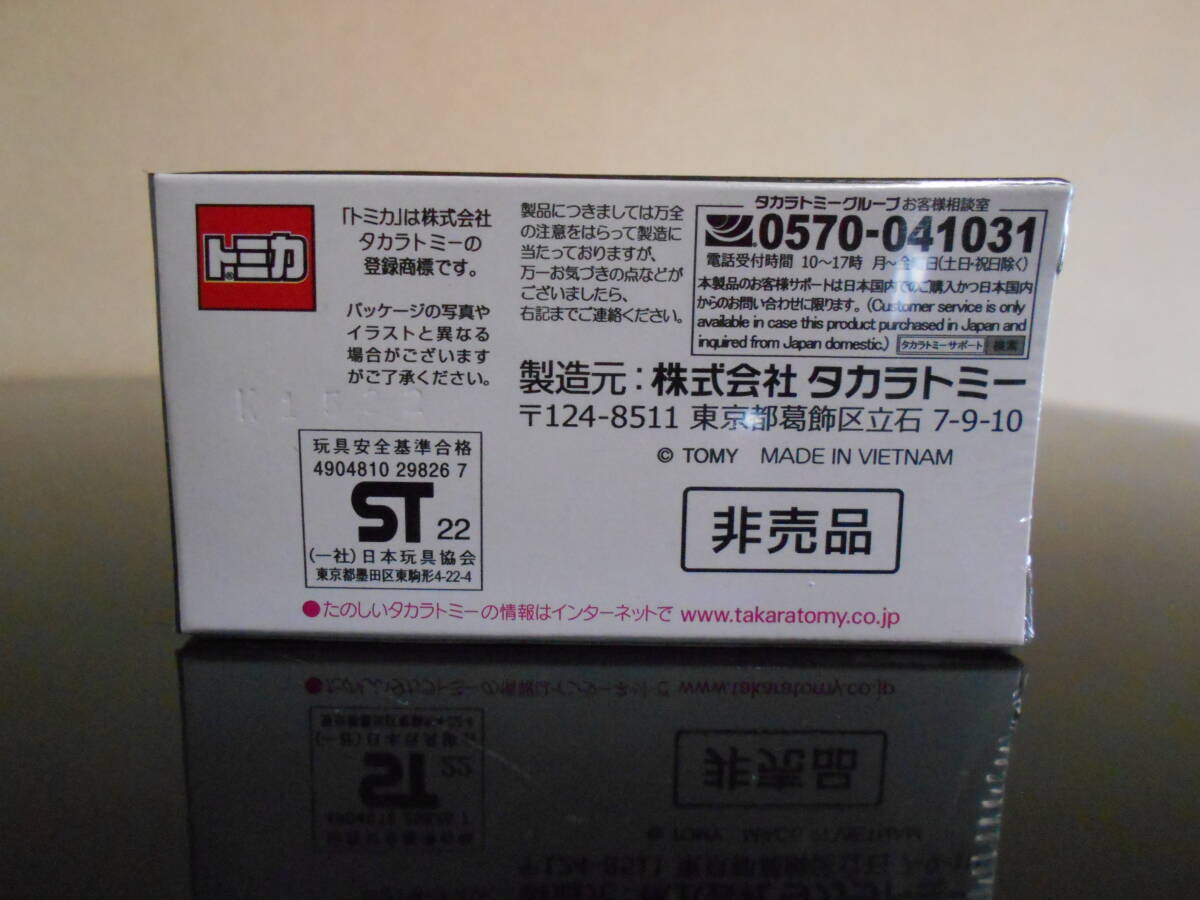 トミカ®
「トミカ」は株式会社
タカラトミーの
登録商標です。
パッケージの写真や
イラストと異なる
場合がございます
がご了承ください。
製品につきましては万全
の注意をはらって製造に
当たっておりますが、
万一お気づきの点などが
ございましたら、
右記までご連絡ください。
タカラトミーグループ お客様相談室
0570-041031
電話受付時間 10～17時 月～金曜日(土日・祝日除く)
本製品のお客様サポートは日本国内でのご購入かつ日本国内
からのお問い合わせに限ります。(Customer service is only
available in case this product purchased in Japan and
inquired from Japan domestic.) タカラトミーサポート 検索
製造元:株式会社 タカラトミー
〒124-8511 東京都葛飾区立石 7-9-10
© TOMY MADE IN VIETNAM
非売品
玩具安全基準合格
4904810 29826 7
ST 22
(一社)日本玩具協会
東京都墨田区東駒形4-22-4
●たのしいタカラトミーの情報はインターネットで www.takaratomy.co.jp